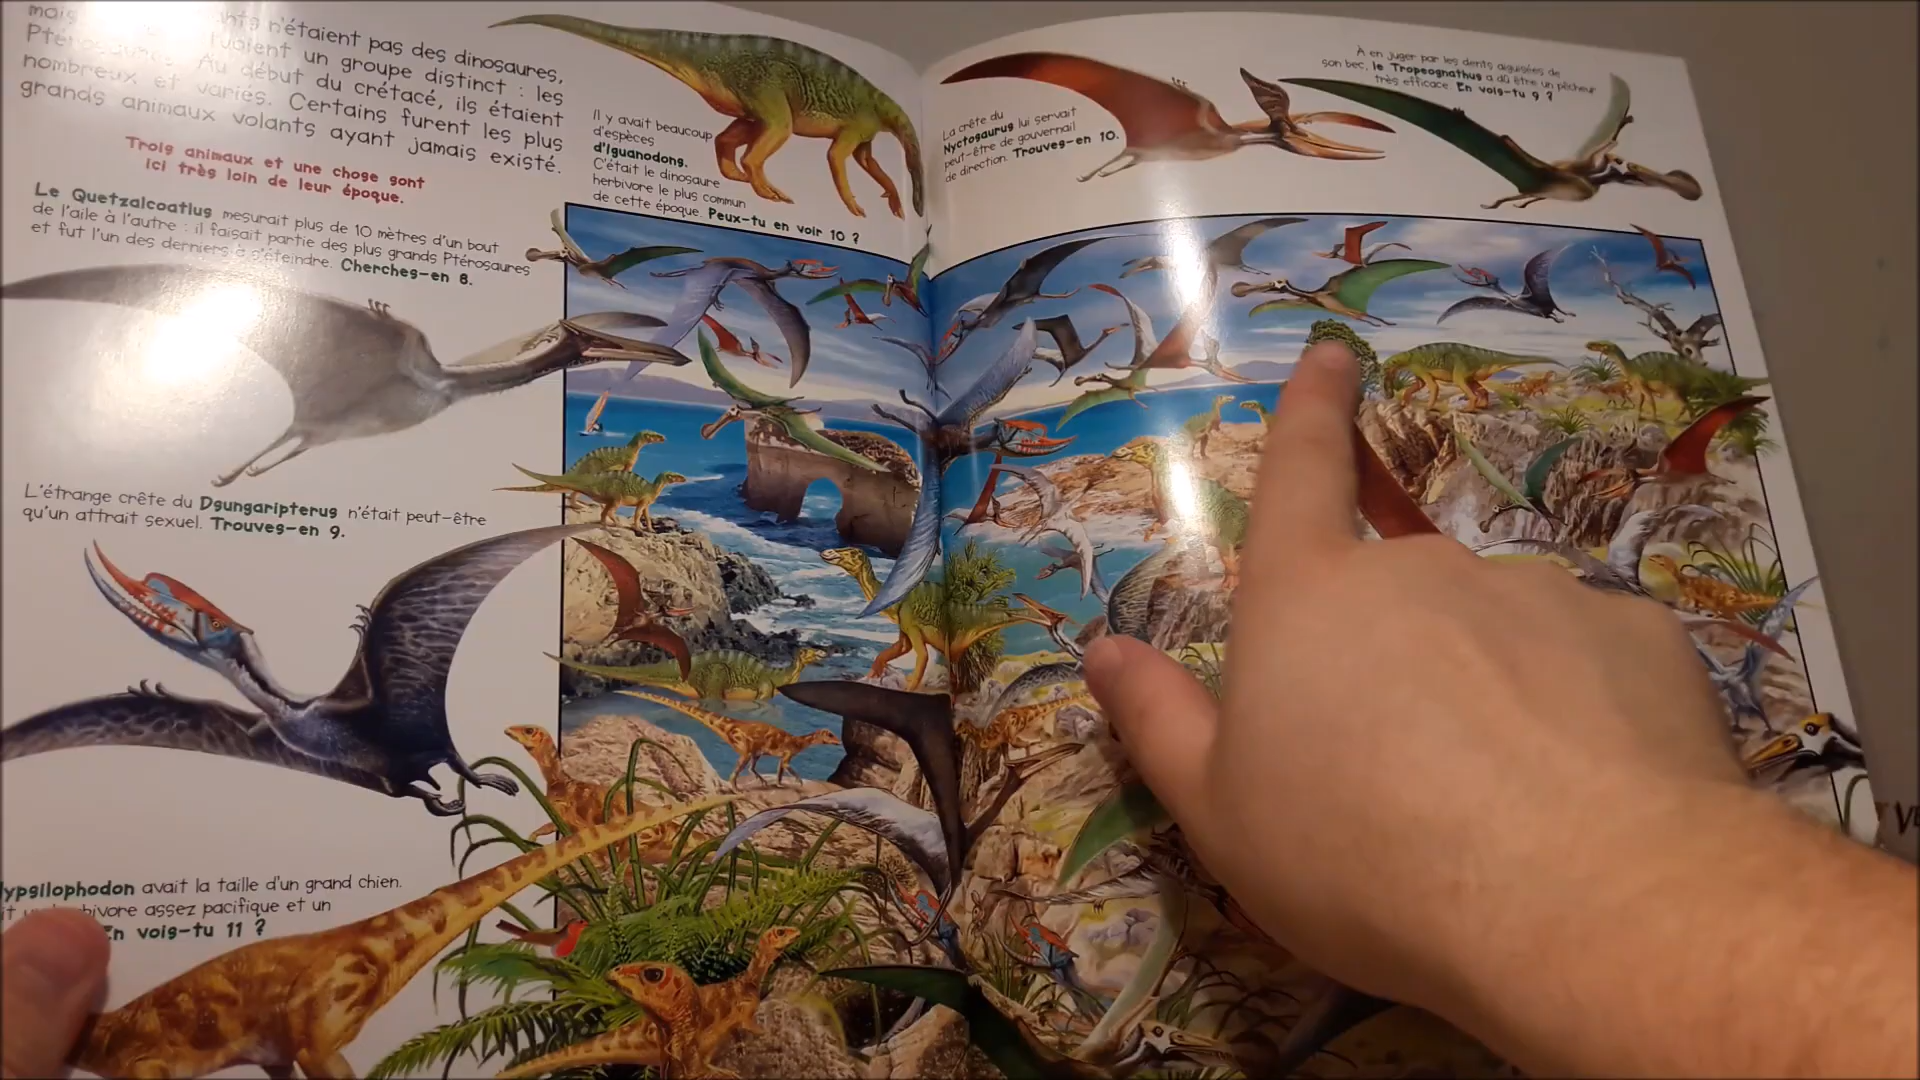 mais
n'étaient pas des dinosaures,
un groupe distinct : les
Au début du crétacé, ils étaient
nombreux et variés. Certains furent les plus
grands animaux volants ayant jamais existé.
Trois animaux et une chose sont
ici très loin de leur époque.
Le Quetzalcoatlus mesurait plus de 10 mètres d'un bout
de l'aile à l'autre : il faisait partie des plus grands Ptérosaures
et fut l'un des derniers à s'éteindre. Cherches-en 8.
L'étrange crête du Dsungaripterus n'était peut-être
qu'un attrait sexuel. Trouves-en 9.
ypsilophodon avait la taille d'un grand chien.
assez pacifique et un
En vois-tu 11 ?
Il y avait beaucoup
d'espèces
d'Iguanodons.
C'était le dinosaure
herbivore le plus commun
de cette époque. Peux-tu en voir 10 ?
La crête du
Nyctosaurus lui servait
peut-être de gouvernail
de direction. Trouves-en 10.
À en juger par les dents aiguisées de
son bec, le Tropeognathus a dû être un pêcheur
très efficace. En vois-tu 9 ?